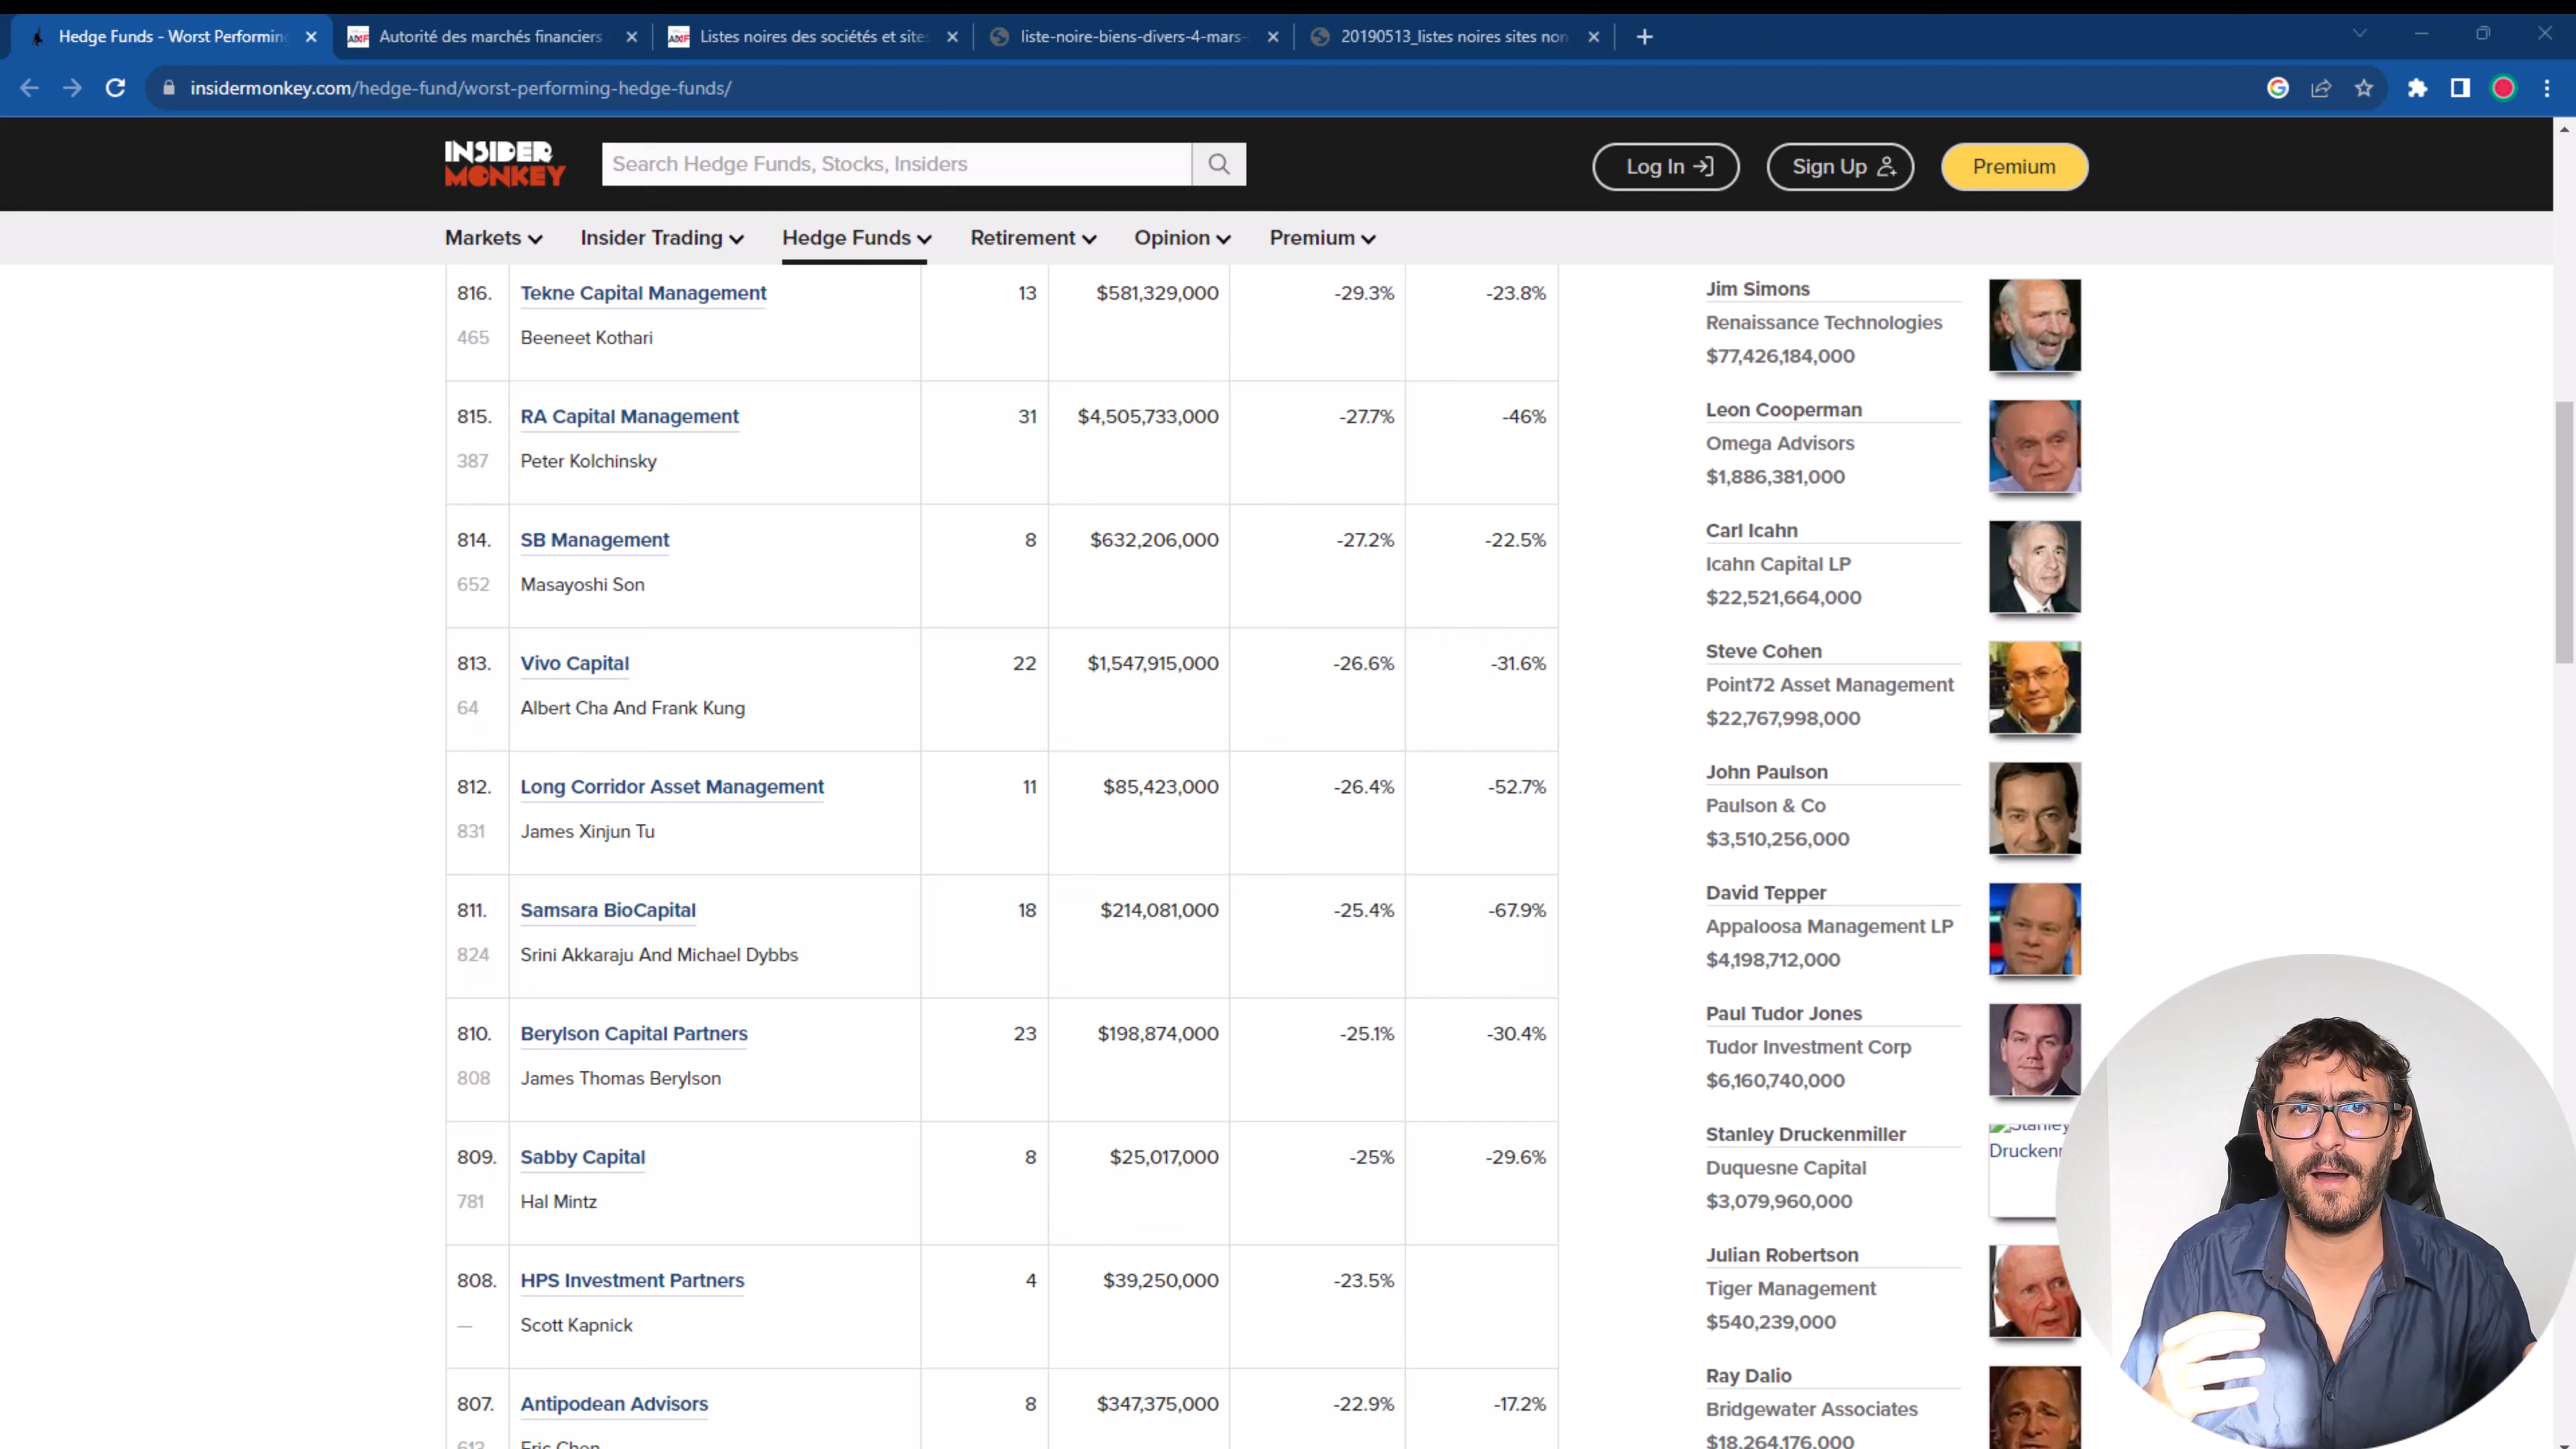 Hedge Funds - Worst Performin
Autorité des marchés financiers
Listes noires des sociétés et site
liste-noire-biens-divers-4-mars-
20190513_listes noires sites non
insidermonkey.com/hedge-fund/worst-performing-hedge-funds/
INSIDER
MONKEY
Search Hedge Funds, Stocks, Insiders
Log In
Sign Up
Premium
Markets Insider Trading Hedge Funds Retirement Opinion Premium
816. Tekne Capital Management 13 $581,329,000 -29.3% -23.8%
465 Beeneet Kothari
815. RA Capital Management 31 $4,505,733,000 -27.7% -46%
387 Peter Kolchinsky
814. SB Management 8 $632,206,000 -27.2% -22.5%
652 Masayoshi Son
813. Vivo Capital 22 $1,547,915,000 -26.6% -31.6%
64 Albert Cha And Frank Kung
812. Long Corridor Asset Management 11 $85,423,000 -26.4% -52.7%
831 James Xinjun Tu
811. Samsara BioCapital 18 $214,081,000 -25.4% -67.9%
824 Srini Akkaraju And Michael Dybbs
810. Berylson Capital Partners 23 $198,874,000 -25.1% -30.4%
808 James Thomas Berylson
809. Sabby Capital 8 $25,017,000 -25% -29.6%
781 Hal Mintz
808. HPS Investment Partners 4 $39,250,000 -23.5%
— Scott Kapnick
807. Antipodean Advisors 8 $347,375,000 -22.9% -17.2%
613 Eric Chen
Jim Simons
Renaissance Technologies
$77,426,184,000
Leon Cooperman
Omega Advisors
$1,886,381,000
Carl Icahn
Icahn Capital LP
$22,521,664,000
Steve Cohen
Point72 Asset Management
$22,767,998,000
John Paulson
Paulson & Co
$3,510,256,000
David Tepper
Appaloosa Management LP
$4,198,712,000
Paul Tudor Jones
Tudor Investment Corp
$6,160,740,000
Stanley Druckenmiller
Duquesne Capital
$3,079,960,000
Stanley
Drucken
Julian Robertson
Tiger Management
$540,239,000
Ray Dalio
Bridgewater Associates
$18,264,176,000